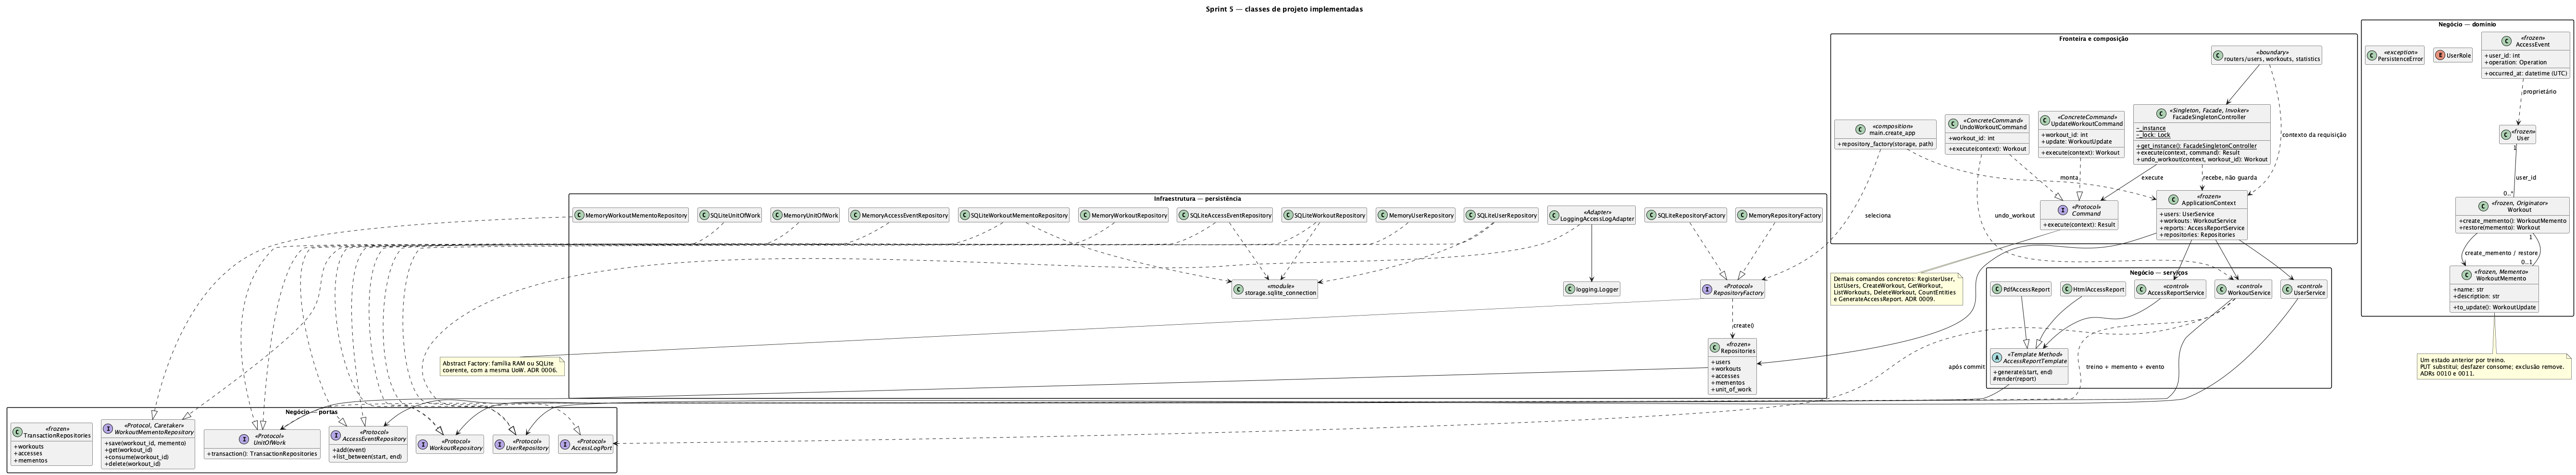 Sprint 5 — classes de projeto implementadas
Negócio — domínio
«exception»
PersistenceError
UserRole
«frozen»
AccessEvent
+user_id: int
+operation: Operation
+occurred_at: datetime (UTC)
proprietário
«frozen»
User
1
user_id
0..*
«frozen, Originator»
Workout
+create_memento(): WorkoutMemento
+restore(memento): Workout
1
create_memento / restore
0..1
«frozen, Memento»
WorkoutMemento
+name: str
+description: str
+to_update(): WorkoutUpdate
Um estado anterior por treino.
PUT substitui; desfazer consome; exclusão remove.
ADRs 0010 e 0011.
Fronteira e composição
«boundary»
routers/users, workouts, statistics
«composition»
main.create_app
+repository_factory(storage, path)
«ConcreteCommand»
UndoWorkoutCommand
+workout_id: int
+execute(context): Workout
«ConcreteCommand»
UpdateWorkoutCommand
+workout_id: int
+update: WorkoutUpdate
+execute(context): Workout
«Singleton, Facade, Invoker»
FacadeSingletonController
-_instance
-_lock: Lock
+get_instance(): FacadeSingletonController
+execute(context, command): Result
+undo_workout(context, workout_id): Workout
contexto da requisição
monta
execute
recebe, não guarda
seleciona
undo_workout
«Protocol»
Command
+execute(context): Result
«frozen»
ApplicationContext
+users: UserService
+workouts: WorkoutService
+reports: AccessReportService
+repositories: Repositories
Demais comandos concretos: RegisterUser,
ListUsers, CreateWorkout, GetWorkout,
ListWorkouts, DeleteWorkout, CountEntities
e GenerateAccessReport. ADR 0009.
Infraestrutura — persistência
MemoryWorkoutMementoRepository
SQLiteUnitOfWork
MemoryUnitOfWork
MemoryAccessEventRepository
SQLiteWorkoutMementoRepository
MemoryWorkoutRepository
SQLiteAccessEventRepository
SQLiteWorkoutRepository
MemoryUserRepository
SQLiteUserRepository
«Adapter»
LoggingAccessLogAdapter
SQLiteRepositoryFactory
MemoryRepositoryFactory
«module»
storage.sqlite_connection
logging.Logger
«Protocol»
RepositoryFactory
create()
«frozen»
Repositories
+users
+workouts
+accesses
+mementos
+unit_of_work
Abstract Factory: família RAM ou SQLite
coerente, com a mesma UoW. ADR 0006.
Negócio — serviços
PdfAccessReport
HtmlAccessReport
«control»
AccessReportService
«control»
WorkoutService
«control»
UserService
«Template Method»
AccessReportTemplate
+generate(start, end)
#render(report)
após commit
treino + memento + evento
Negócio — portas
«frozen»
TransactionRepositories
+workouts
+accesses
+mementos
«Protocol, Caretaker»
WorkoutMementoRepository
+save(workout_id, memento)
+get(workout_id)
+consume(workout_id)
+delete(workout_id)
«Protocol»
UnitOfWork
+transaction(): TransactionRepositories
«Protocol»
AccessEventRepository
+add(event)
+list_between(start, end)
«Protocol»
WorkoutRepository
«Protocol»
UserRepository
«Protocol»
AccessLogPort